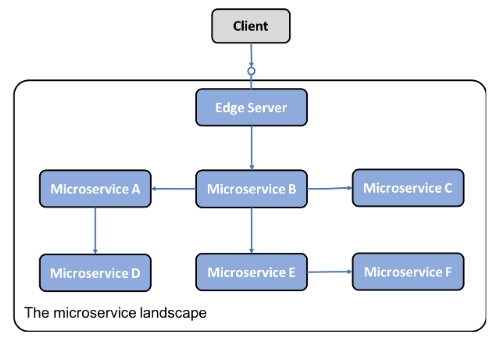 Client
Edge Server
Microservice A
Microservice B
Microservice C
Microservice D
Microservice E
Microservice F
The microservice landscape